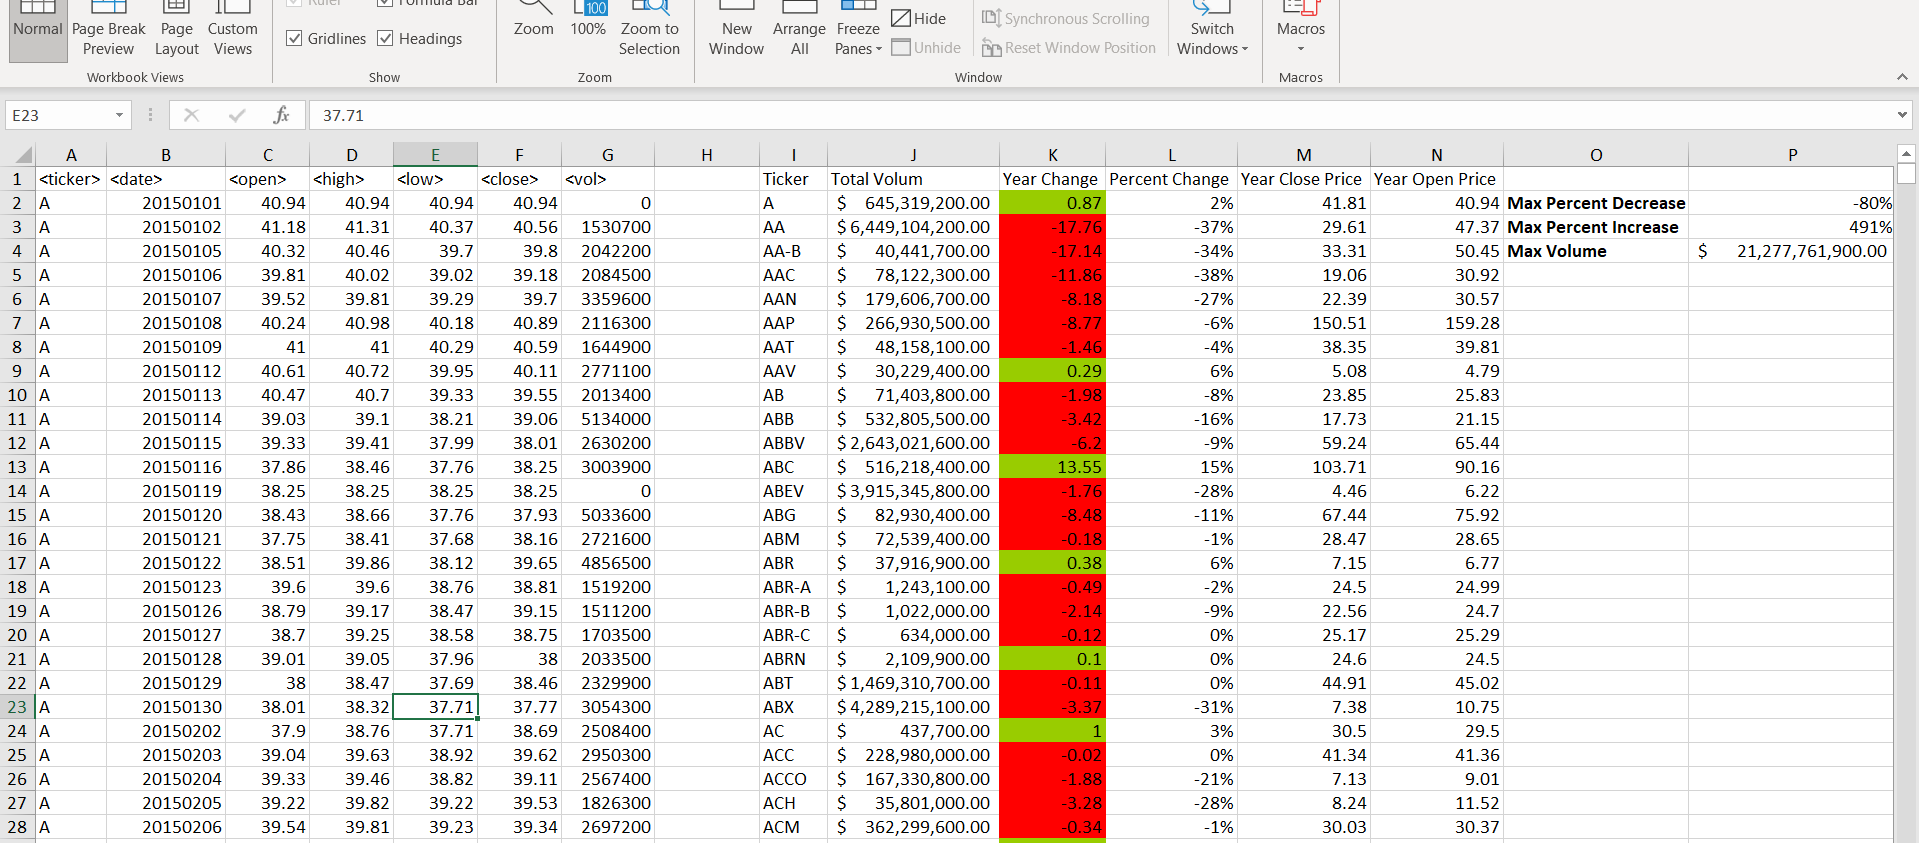 Ruler Formula Bar
Normal Page Break Preview Page Layout Custom Views
Gridlines Headings
Zoom 100% Zoom to Selection
New Window Arrange All Freeze Panes
Hide
Unhide
Synchronous Scrolling
Reset Window Position
Switch Windows Macros
Workbook Views Show Zoom Window Macros
E23 fx 37.71
A B C D E F G H I J K L M N O P
1 <ticker> <date> <open> <high> <low> <close> <vol> Ticker Total Volum Year Change Percent Change Year Close Price Year Open Price
2 A 20150101 40.94 40.94 40.94 40.94 0 A $ 645,319,200.00 0.87 2% 41.81 40.94 Max Percent Decrease -80%
3 A 20150102 41.18 41.31 40.37 40.56 1530700 AA $ 6,449,104,200.00 -17.76 -37% 29.61 47.37 Max Percent Increase 491%
4 A 20150105 40.32 40.46 39.7 39.8 2042200 AA-B $ 40,441,700.00 -17.14 -34% 33.31 50.45 Max Volume $ 21,277,761,900.00
5 A 20150106 39.81 40.02 39.02 39.18 2084500 AAC $ 78,122,300.00 -11.86 -38% 19.06 30.92
6 A 20150107 39.52 39.81 39.29 39.7 3359600 AAN $ 179,606,700.00 -8.18 -27% 22.39 30.57
7 A 20150108 40.24 40.98 40.18 40.89 2116300 AAP $ 266,930,500.00 -8.77 -6% 150.51 159.28
8 A 20150109 41 41 40.29 40.59 1644900 AAT $ 48,158,100.00 -1.46 -4% 38.35 39.81
9 A 20150112 40.61 40.72 39.95 40.11 2771100 AAV $ 30,229,400.00 0.29 6% 5.08 4.79
10 A 20150113 40.47 40.7 39.33 39.55 2013400 AB $ 71,403,800.00 -1.98 -8% 23.85 25.83
11 A 20150114 39.03 39.1 38.21 39.06 5134000 ABB $ 532,805,500.00 -3.42 -16% 17.73 21.15
12 A 20150115 39.33 39.41 37.99 38.01 2630200 ABBV $ 2,643,021,600.00 -6.2 -9% 59.24 65.44
13 A 20150116 37.86 38.46 37.76 38.25 3003900 ABC $ 516,218,400.00 13.55 15% 103.71 90.16
14 A 20150119 38.25 38.25 38.25 38.25 0 ABEV $ 3,915,345,800.00 -1.76 -28% 4.46 6.22
15 A 20150120 38.43 38.66 37.76 37.93 5033600 ABG $ 82,930,400.00 -8.48 -11% 67.44 75.92
16 A 20150121 37.75 38.41 37.68 38.16 2721600 ABM $ 72,539,400.00 -0.18 -1% 28.47 28.65
17 A 20150122 38.51 39.86 38.12 39.65 4856500 ABR $ 37,916,900.00 0.38 6% 7.15 6.77
18 A 20150123 39.6 39.6 38.76 38.81 1519200 ABR-A $ 1,243,100.00 -0.49 -2% 24.5 24.99
19 A 20150126 38.79 39.17 38.47 39.15 1511200 ABR-B $ 1,022,000.00 -2.14 -9% 22.56 24.7
20 A 20150127 38.7 39.25 38.58 38.75 1703500 ABR-C $ 634,000.00 -0.12 0% 25.17 25.29
21 A 20150128 39.01 39.05 37.96 38 2033500 ABRN $ 2,109,900.00 0.1 0% 24.6 24.5
22 A 20150129 38 38.47 37.69 38.46 2329900 ABT $ 1,469,310,700.00 -0.11 0% 44.91 45.02
23 A 20150130 38.01 38.32 37.71 37.77 3054300 ABX $ 4,289,215,100.00 -3.37 -31% 7.38 10.75
24 A 20150202 37.9 38.76 37.71 38.69 2508400 AC $ 437,700.00 1 3% 30.5 29.5
25 A 20150203 39.04 39.63 38.92 39.62 2950300 ACC $ 228,980,000.00 -0.02 0% 41.34 41.36
26 A 20150204 39.33 39.46 38.82 39.11 2567400 ACCO $ 167,330,800.00 -1.88 -21% 7.13 9.01
27 A 20150205 39.22 39.82 39.22 39.53 1826300 ACH $ 35,801,000.00 -3.28 -28% 8.24 11.52
28 A 20150206 39.54 39.81 39.23 39.34 2697200 ACM $ 362,299,600.00 -0.34 -1% 30.03 30.37